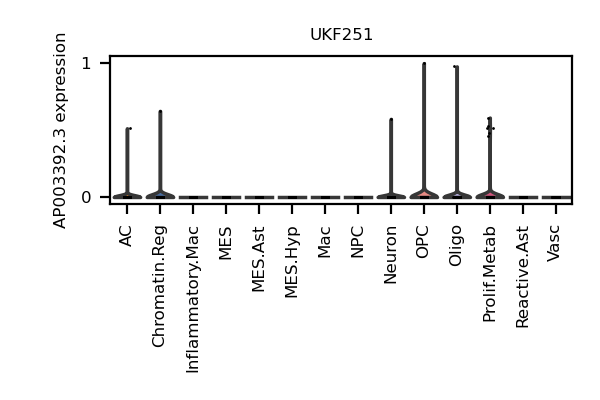 UKF251
AP003392.3 expression
1
0
AC
Chromatin.Reg
Inflammatory.Mac
MES
MES.Ast
MES.Hyp
Mac
NPC
Neuron
OPC
Oligo
Prolif.Metab
Reactive.Ast
Vasc